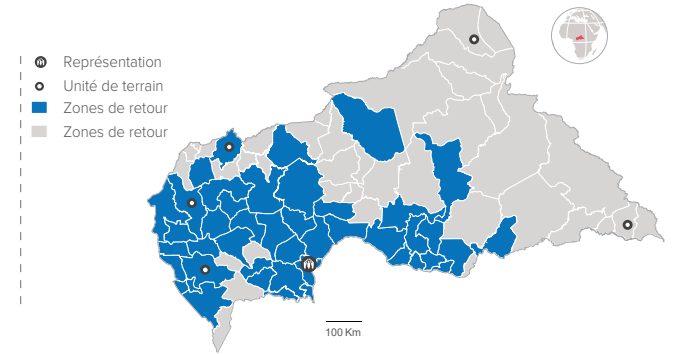 Représentation
Unité de terrain
Zones de retour
Zones de retour
100 Km